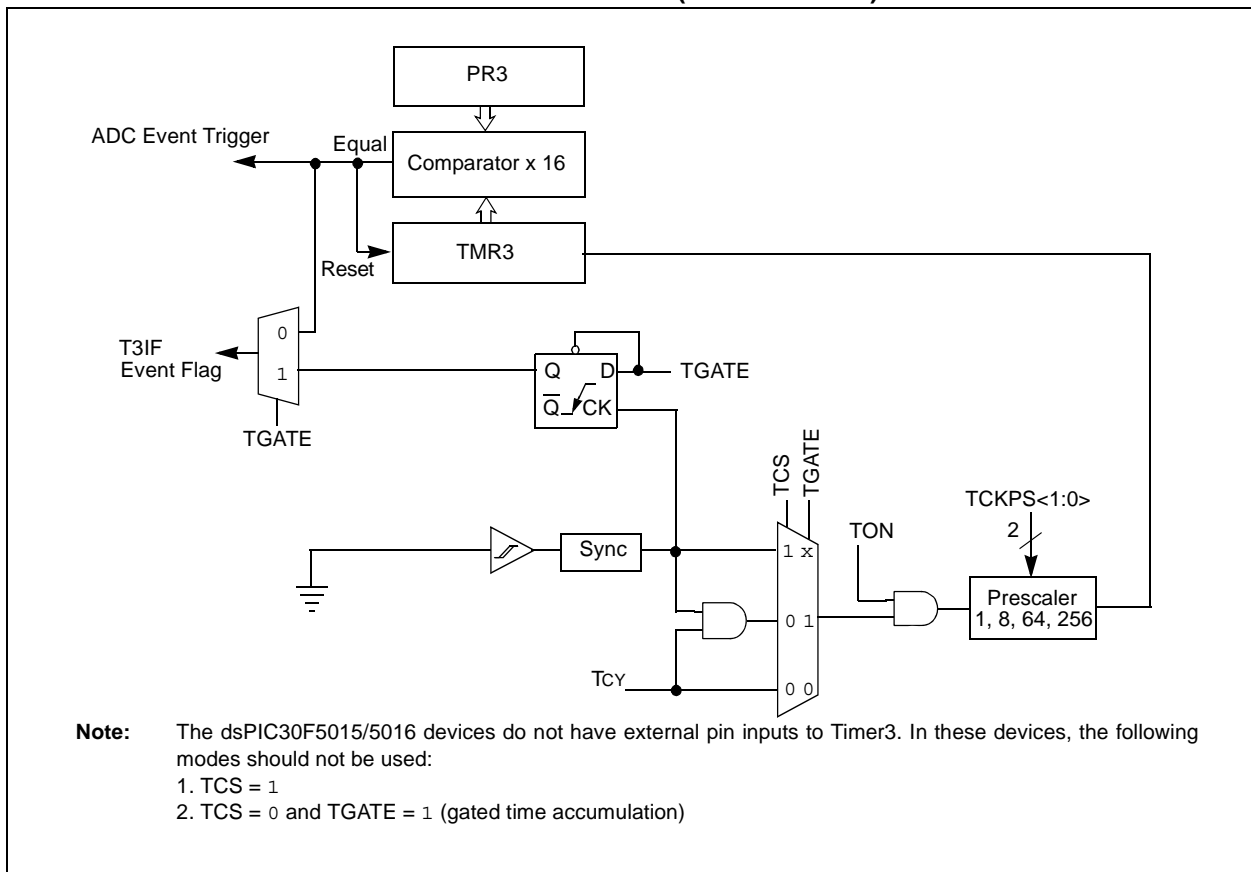 PR3
ADC Event Trigger
Equal
Comparator x 16
TMR3
Reset
0
1
T3IF
Event Flag
TGATE
Q
D
Q
CK
TGATE
TCS
TGATE
TCKPS<1:0>
2
TON
Sync
1 x
Prescaler
1, 8, 64, 256
0 1
TCY
0 0
Note: The dsPIC30F5015/5016 devices do not have external pin inputs to Timer3. In these devices, the following
modes should not be used:
1. TCS = 1
2. TCS = 0 and TGATE = 1 (gated time accumulation)